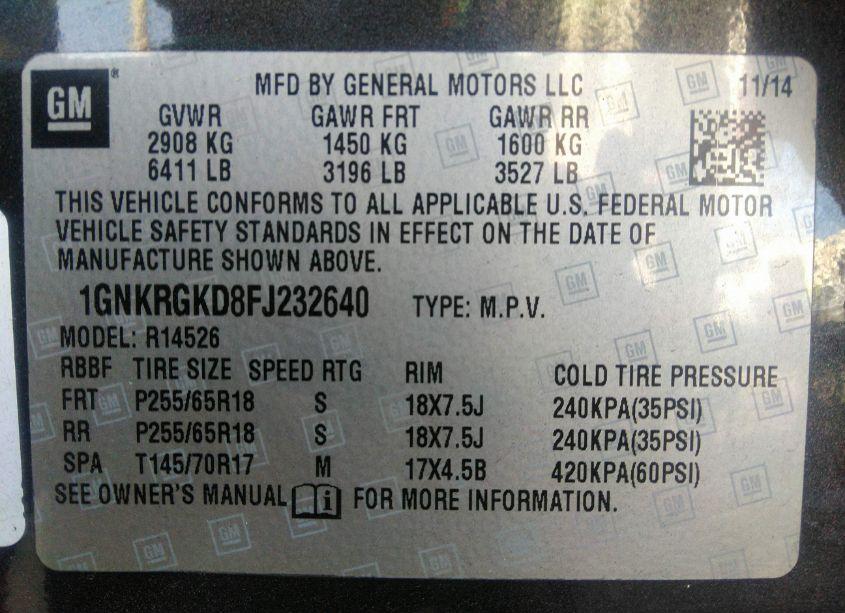 GM
MFD BY GENERAL MOTORS LLC 11/14
GVWR GAWR FRT GAWR RR
2908 KG 1450 KG 1600 KG
6411 LB 3196 LB 3527 LB
THIS VEHICLE CONFORMS TO ALL APPLICABLE U.S. FEDERAL MOTOR
VEHICLE SAFETY STANDARDS IN EFFECT ON THE DATE OF
MANUFACTURE SHOWN ABOVE.
1GNKRGKD8FJ232640 TYPE: M.P.V.
MODEL: R14526
RBBF TIRE SIZE SPEED RTG RIM COLD TIRE PRESSURE
FRT P255/65R18 S 18X7.5J 240KPA(35PSI)
RR P255/65R18 S 18X7.5J 240KPA(35PSI)
SPA T145/70R17 M 17X4.5B 420KPA(60PSI)
SEE OWNER'S MANUAL i FOR MORE INFORMATION.